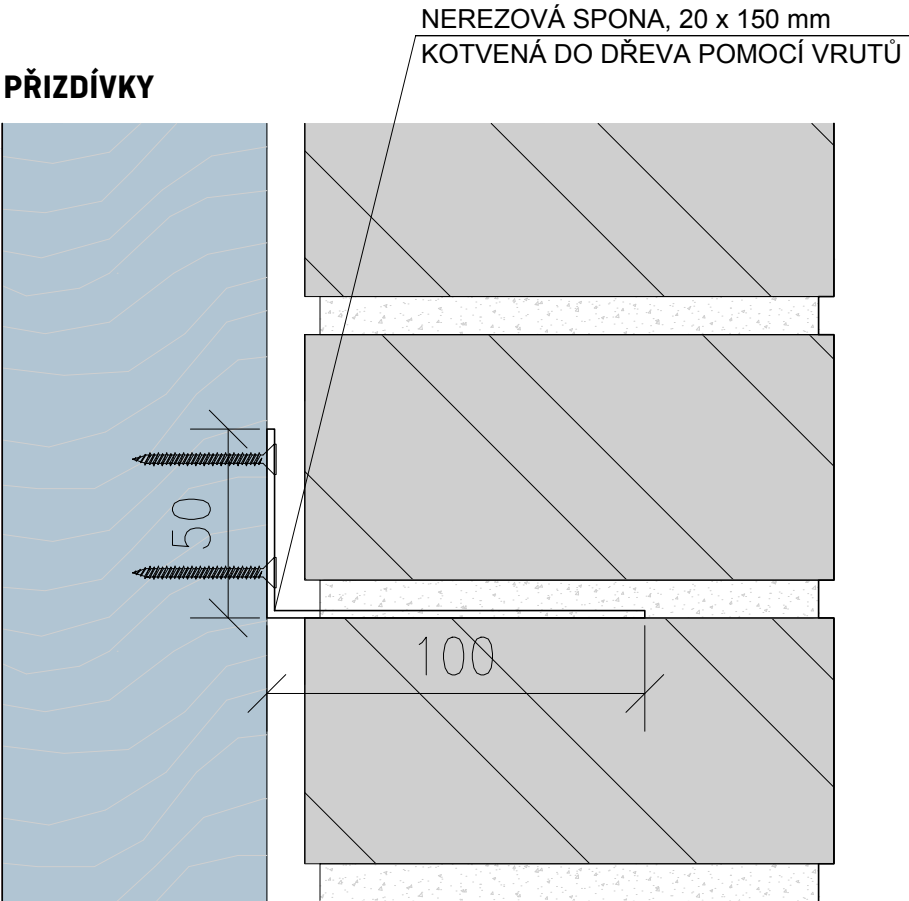 NEREZOVÁ SPONA, 20 x 150 mm
KOTVENÁ DO DŘEVA POMOCÍ VRUTŮ
PŘIZDÍVKY
50
100